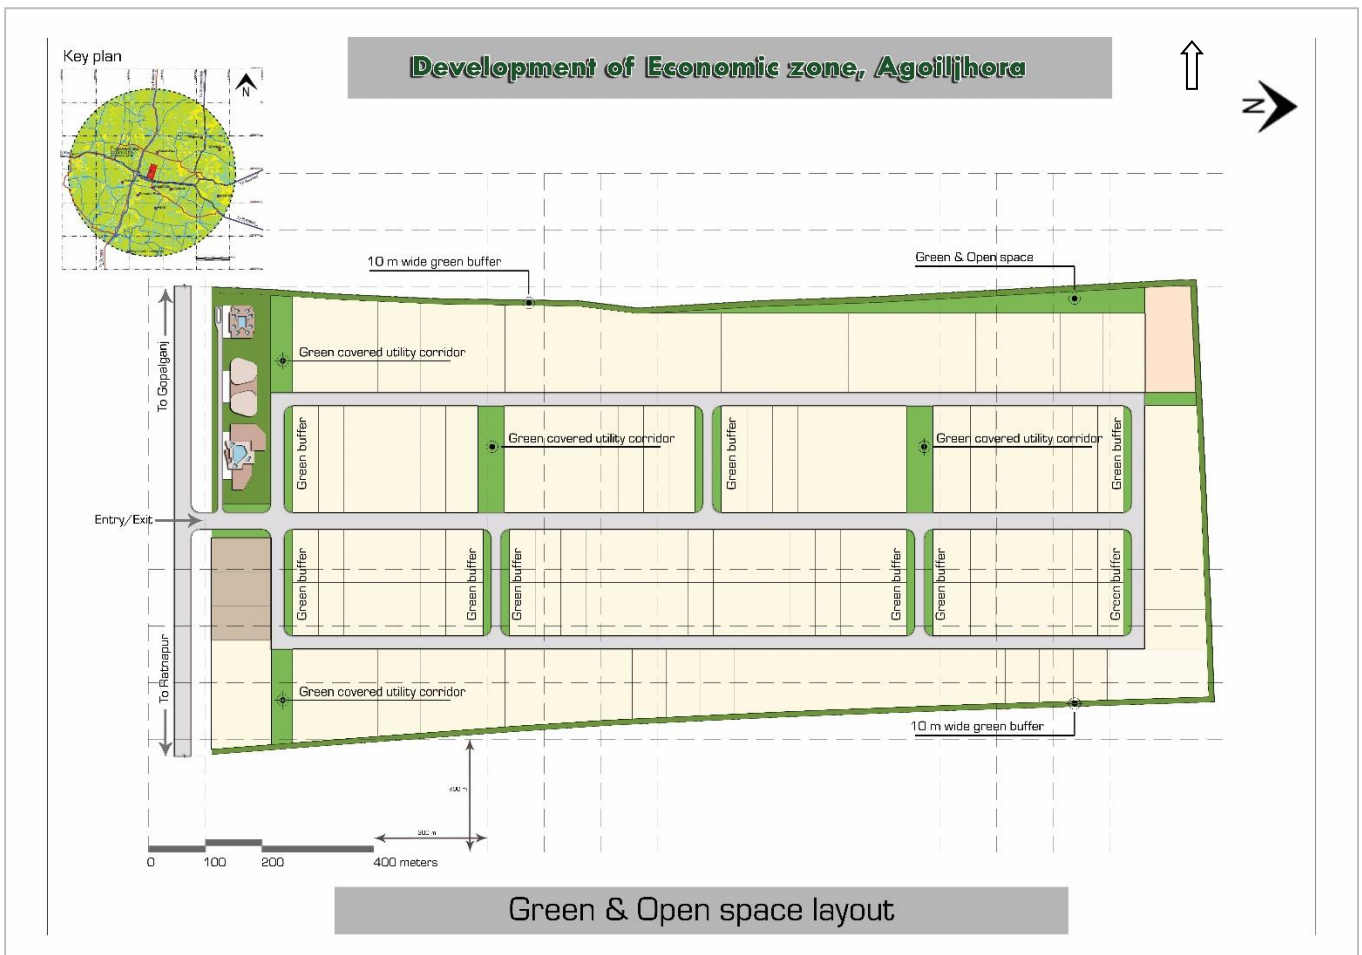 Key plan
N
Development of Economic zone, Agoiljhora
N
10 m wide green buffer
Green & Open space
To Gopalganj
Green covered utility corridor
Green buffer
Green covered utility corridor
Green buffer
Green covered utility corridor
Green buffer
Entry/Exit
Green buffer
Green buffer
Green buffer
Green buffer
Green buffer
To Ratnapur
Green covered utility corridor
10 m wide green buffer
0 100 200 400 meters
Green & Open space layout